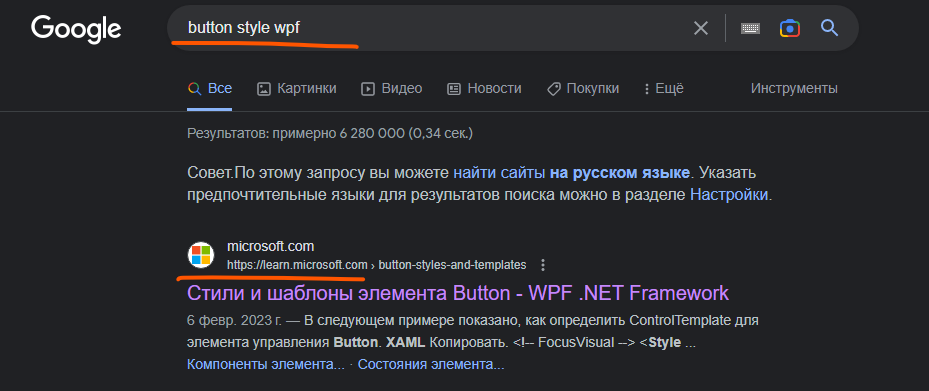 Google
button style wpf
Все Картинки Видео Новости Покупки Ещё Инструменты
Результатов: примерно 6 280 000 (0,34 сек.)
Совет.По этому запросу вы можете найти сайты на русском языке. Указать
предпочтительные языки для результатов поиска можно в разделе Настройки.
microsoft.com
https://learn.microsoft.com › button-styles-and-templates
Стили и шаблоны элемента Button - WPF .NET Framework
6 февр. 2023 г. — В следующем примере показано, как определить ControlTemplate для
элемента управления Button. XAML Копировать. <!-- FocusVisual --> <Style ...
Компоненты элемента... · Состояния элемента...